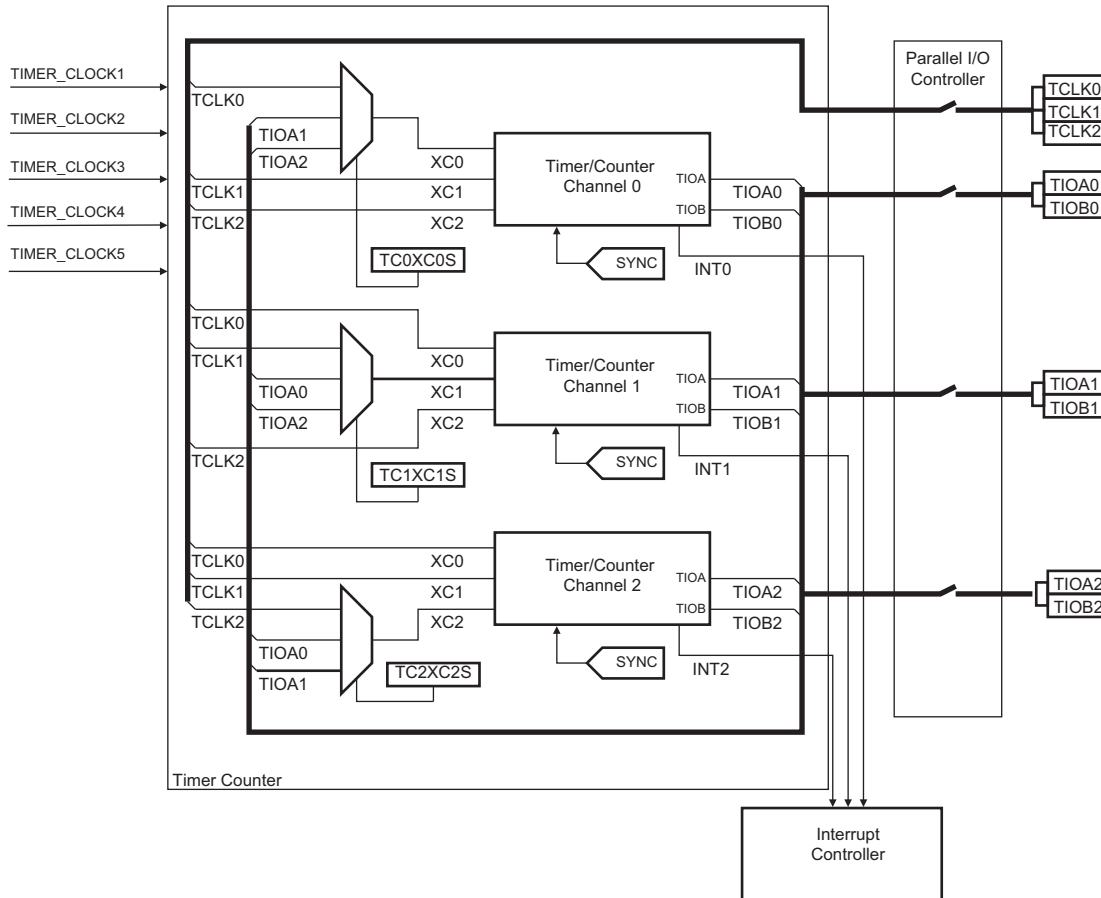 TIMER_CLOCK1
TIMER_CLOCK2
TIMER_CLOCK3
TIMER_CLOCK4
TIMER_CLOCK5
TCLK0
TIOA1
TIOA2
TCLK1
TCLK2
XC0
XC1
XC2
TC0XC0S
Timer/Counter
Channel 0
TIOA
TIOB
TIOA0
TIOB0
SYNC
INT0
TCLK0
TCLK1
TIOA0
TIOA2
TCLK2
XC0
XC1
XC2
TC1XC1S
Timer/Counter
Channel 1
TIOA
TIOB
TIOA1
TIOB1
SYNC
INT1
TCLK0
TCLK1
TCLK2
TIOA0
TIOA1
XC0
XC1
XC2
TC2XC2S
Timer/Counter
Channel 2
TIOA
TIOB
TIOA2
TIOB2
SYNC
INT2
Timer Counter
Parallel I/O
Controller
TCLK0
TCLK1
TCLK2
TIOA0
TIOB0
TIOA1
TIOB1
TIOA2
TIOB2
Interrupt
Controller